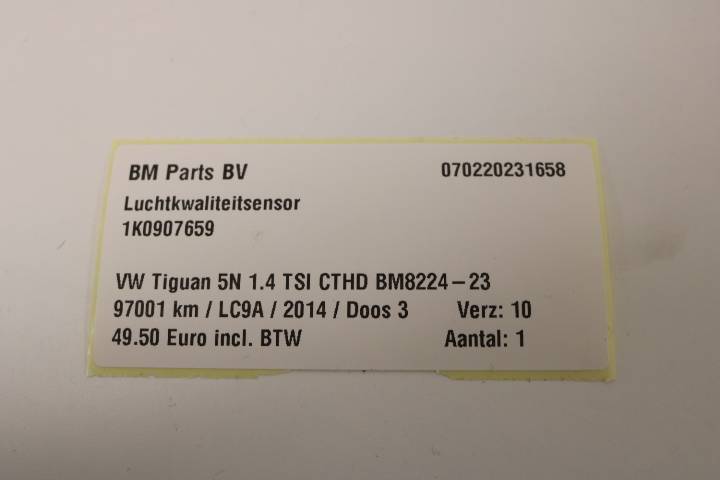 BM Parts BV 070220231658
Luchtkwaliteitsensor
1K0907659
VW Tiguan 5N 1.4 TSI CTHD BM8224-23
97001 km / LC9A / 2014 / Doos 3 Verz: 10
49.50 Euro incl. BTW Aantal: 1